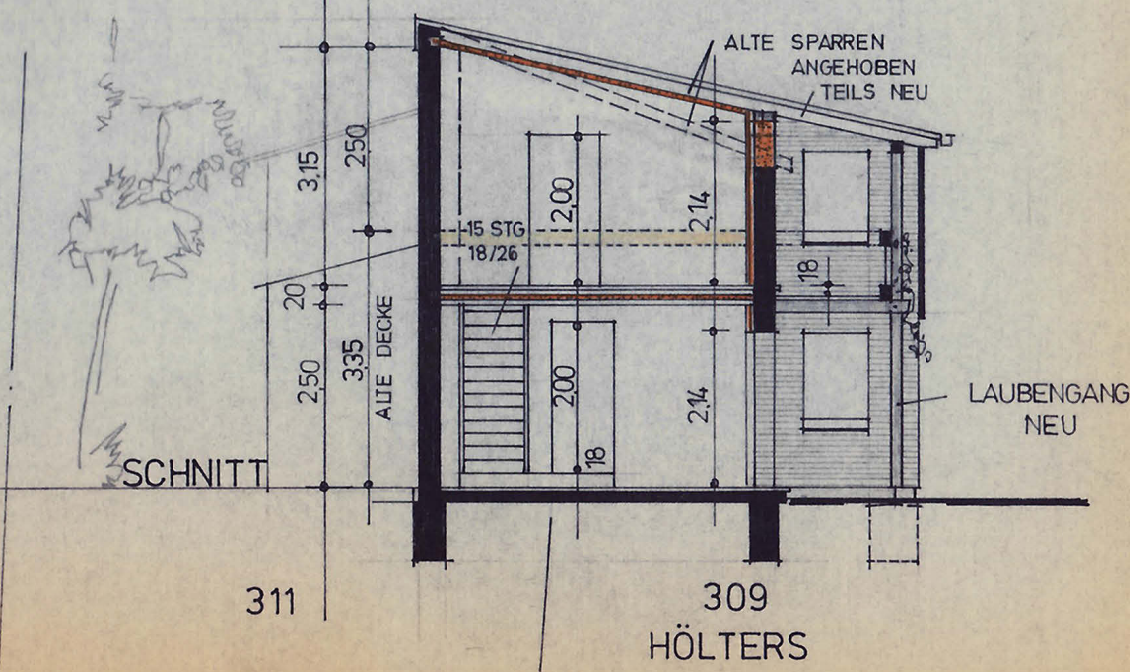 ALTE SPARREN
ANGEHOBEN
TEILS NEU
3,15
250
2,00
2,14
15 STG
18/26
18
20
2,50
3,35
ALTE DECKE
2,00
18
2,14
LAUBENGANG
NEU
SCHNITT
311
309
HÖLTERS